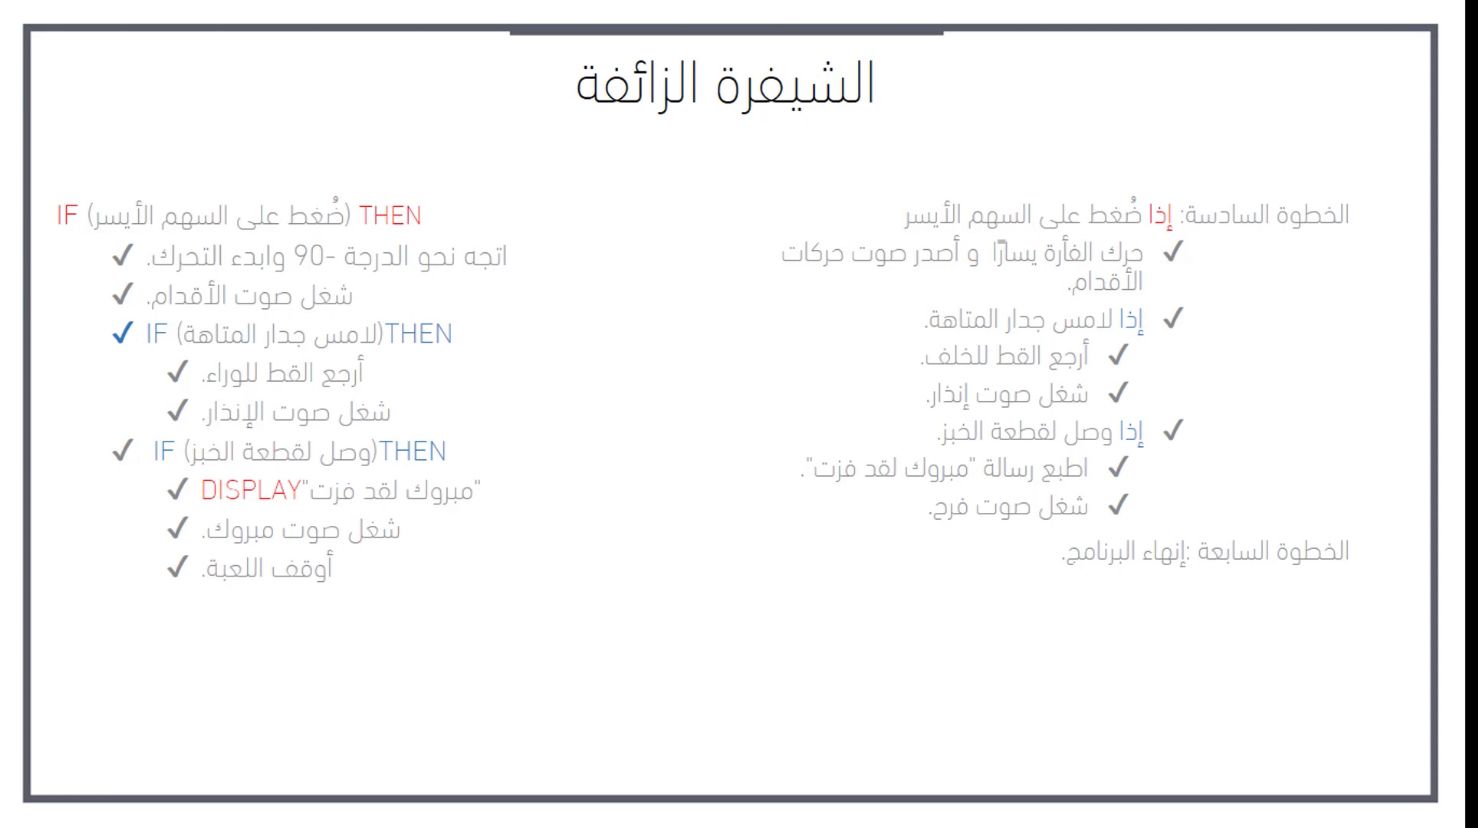 الشيفرة الزائفة
الخطوة السادسة: إذا ضُغط على السهم الأيسر
✓ حرك الفأرة يسارًا و أصدر صوت حركات
الأقدام.
✓ إذا لامس جدار المتاهة.
✓ أرجع القط للخلف.
✓ شغل صوت إنذار.
✓ إذا وصل لقطعة الخبز.
✓ اطبع رسالة "مبروك لقد فزت".
✓ شغل صوت فرح.
الخطوة السابعة :إنهاء البرنامج.
IF (ضُغط على السهم الأيسر) THEN
✓ اتجه نحو الدرجة -90 وابدء التحرك.
✓ شغل صوت الأقدام.
✓ IF (لامس جدار المتاهة)THEN
✓ أرجع القط للوراء.
✓ شغل صوت الإنذار.
✓ IF (وصل لقطعة الخبز)THEN
✓ DISPLAY"مبروك لقد فزت"
✓ شغل صوت مبروك.
✓ أوقف اللعبة.